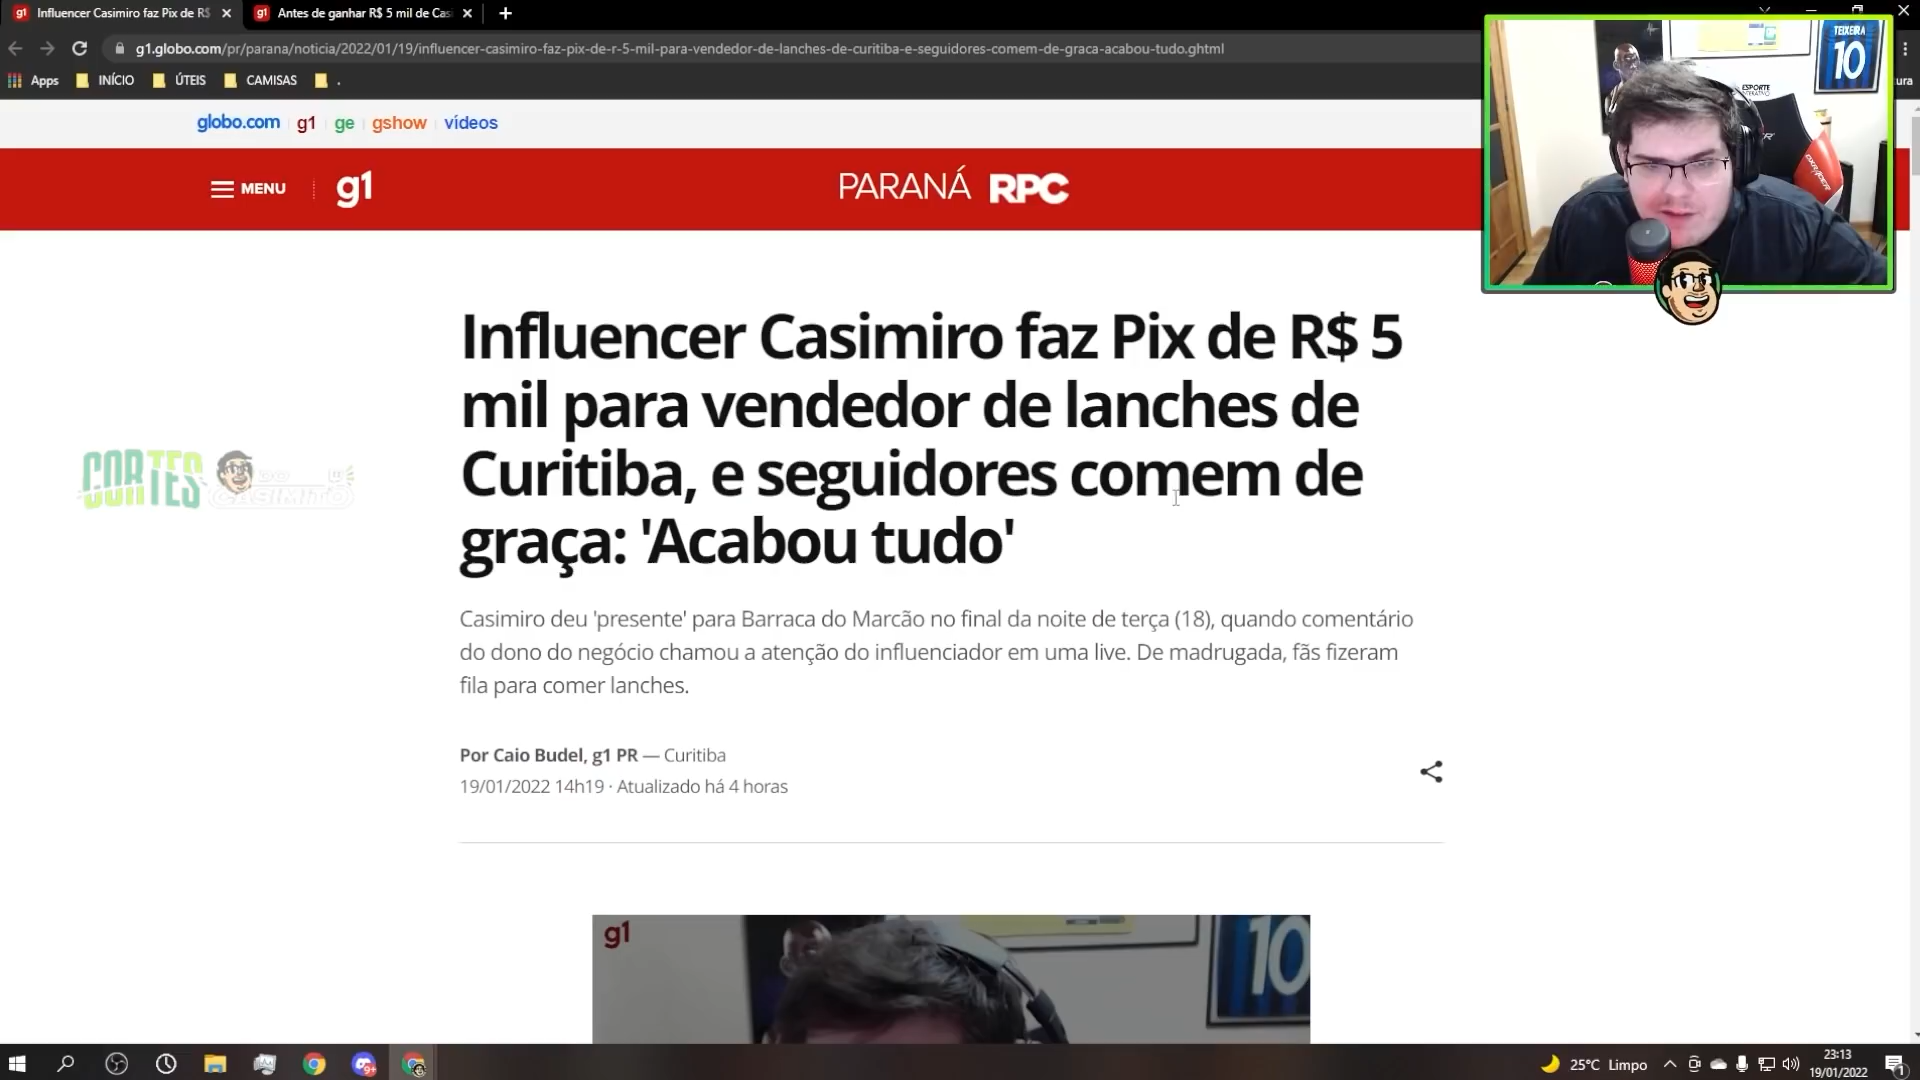 Influencer Casimiro faz Pix de R$
Antes de ganhar R$ 5 mil de Cas
g1.globo.com/pr/parana/noticia/2022/01/19/influencer-casimiro-faz-pix-de-r-5-mil-para-vendedor-de-lanches-de-curitiba-e-seguidores-comem-de-graca-acabou-tudo.ghtml
Apps INÍCIO ÚTEIS CAMISAS .
globo.com g1 ge gshow vídeos
MENU g1 PARANÁ RPC
TEIXEIRA
10
ESPORTE
INTERATIVO
Influencer Casimiro faz Pix de R$ 5
mil para vendedor de lanches de
Curitiba, e seguidores comem de
graça: 'Acabou tudo'
CORTES DO CASIMITO
Casimiro deu 'presente' para Barraca do Marcão no final da noite de terça (18), quando comentário
do dono do negócio chamou a atenção do influenciador em uma live. De madrugada, fãs fizeram
fila para comer lanches.
Por Caio Budel, g1 PR — Curitiba
19/01/2022 14h19 · Atualizado há 4 horas
g1
10
25°C Limpo
23:13
19/01/2022